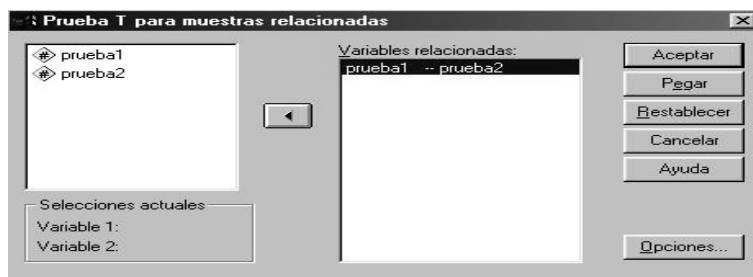 Prueba T para muestras relacionadas
prueba1
prueba2
Variables relacionadas:
prueba1 -- prueba2
Aceptar
Pegar
Restablecer
Cancelar
Ayuda
Selecciones actuales
Variable 1:
Variable 2:
Opciones...